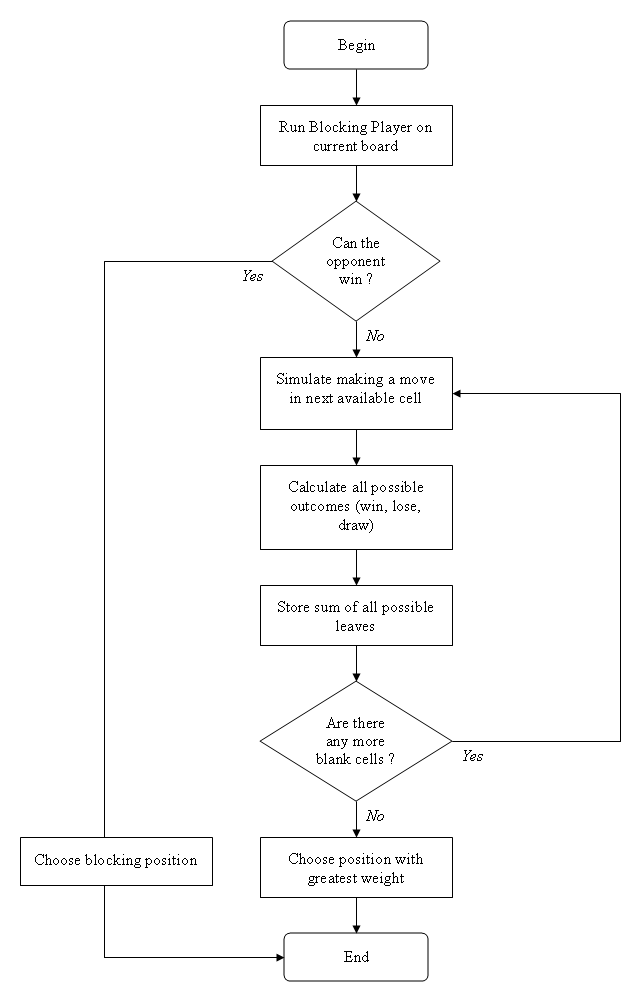 Begin
Run Blocking Player on
current board
Can the
opponent
win ?
Yes
No
Simulate making a move
in next available cell
Calculate all possible
outcomes (win, lose,
draw)
Store sum of all possible
leaves
Are there
any more
blank cells ?
Yes
No
Choose blocking position
Choose position with
greatest weight
End